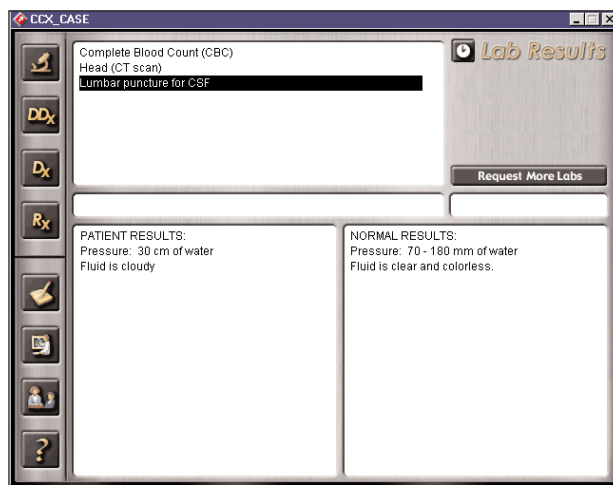 CCX_CASE
Complete Blood Count (CBC)
Head (CT scan)
Lumbar puncture for CSF
Lab Results
Request More Labs
DDX
DX
RX
PATIENT RESULTS:
Pressure: 30 cm of water
Fluid is cloudy
NORMAL RESULTS:
Pressure: 70 - 180 mm of water
Fluid is clear and colorless.
?